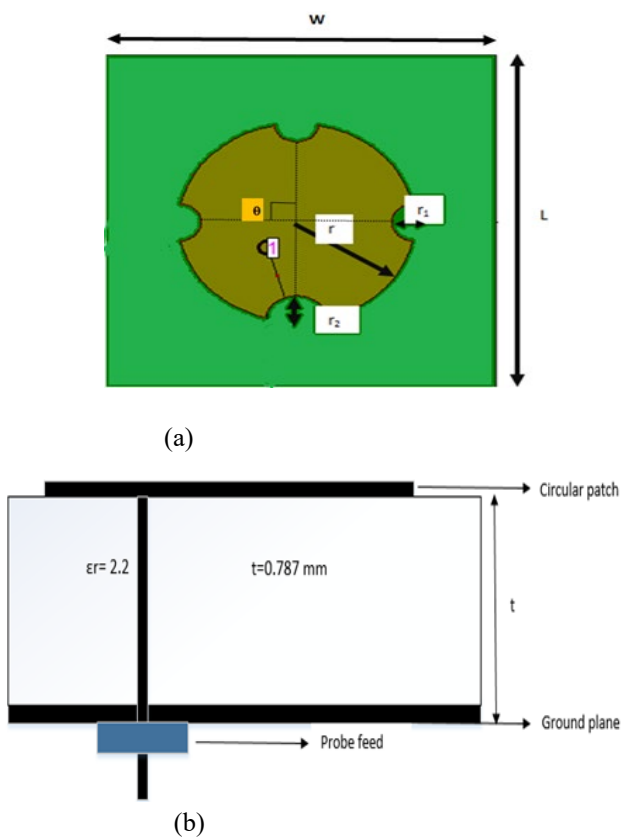 W
L
θ
r₁
r
1
r₂
(a)
Circular patch
εr= 2.2
t=0.787 mm
t
Ground plane
Probe feed
(b)